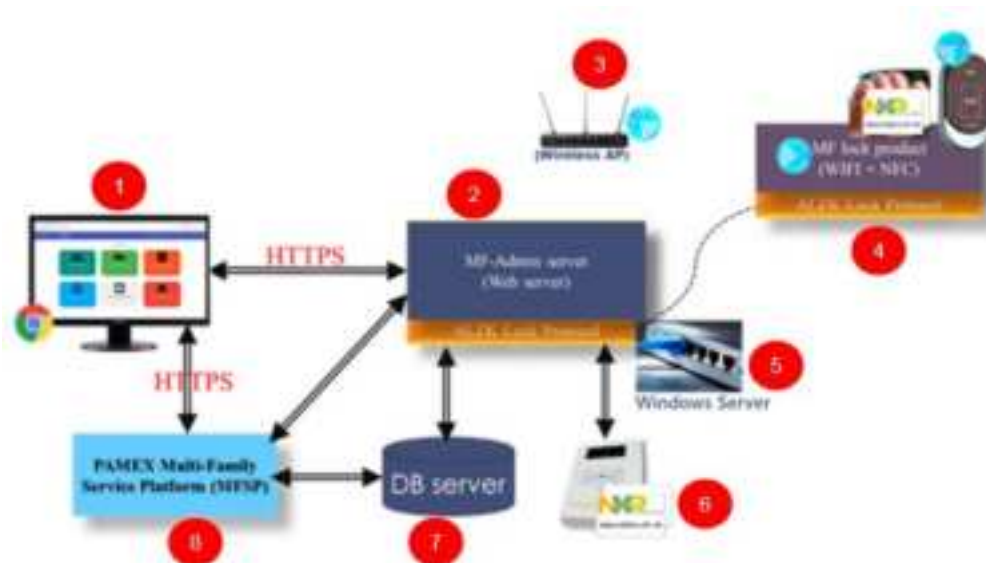 3
(Wireless AP)
MF lock product
(WIFI + NFC)
4
1
2
HTTPS
MF-Admin server
(Web server)
5
Windows Server
HTTPS
PAMEX Multi-Family
Service Platform (MFSP)
DB server
6
7
8